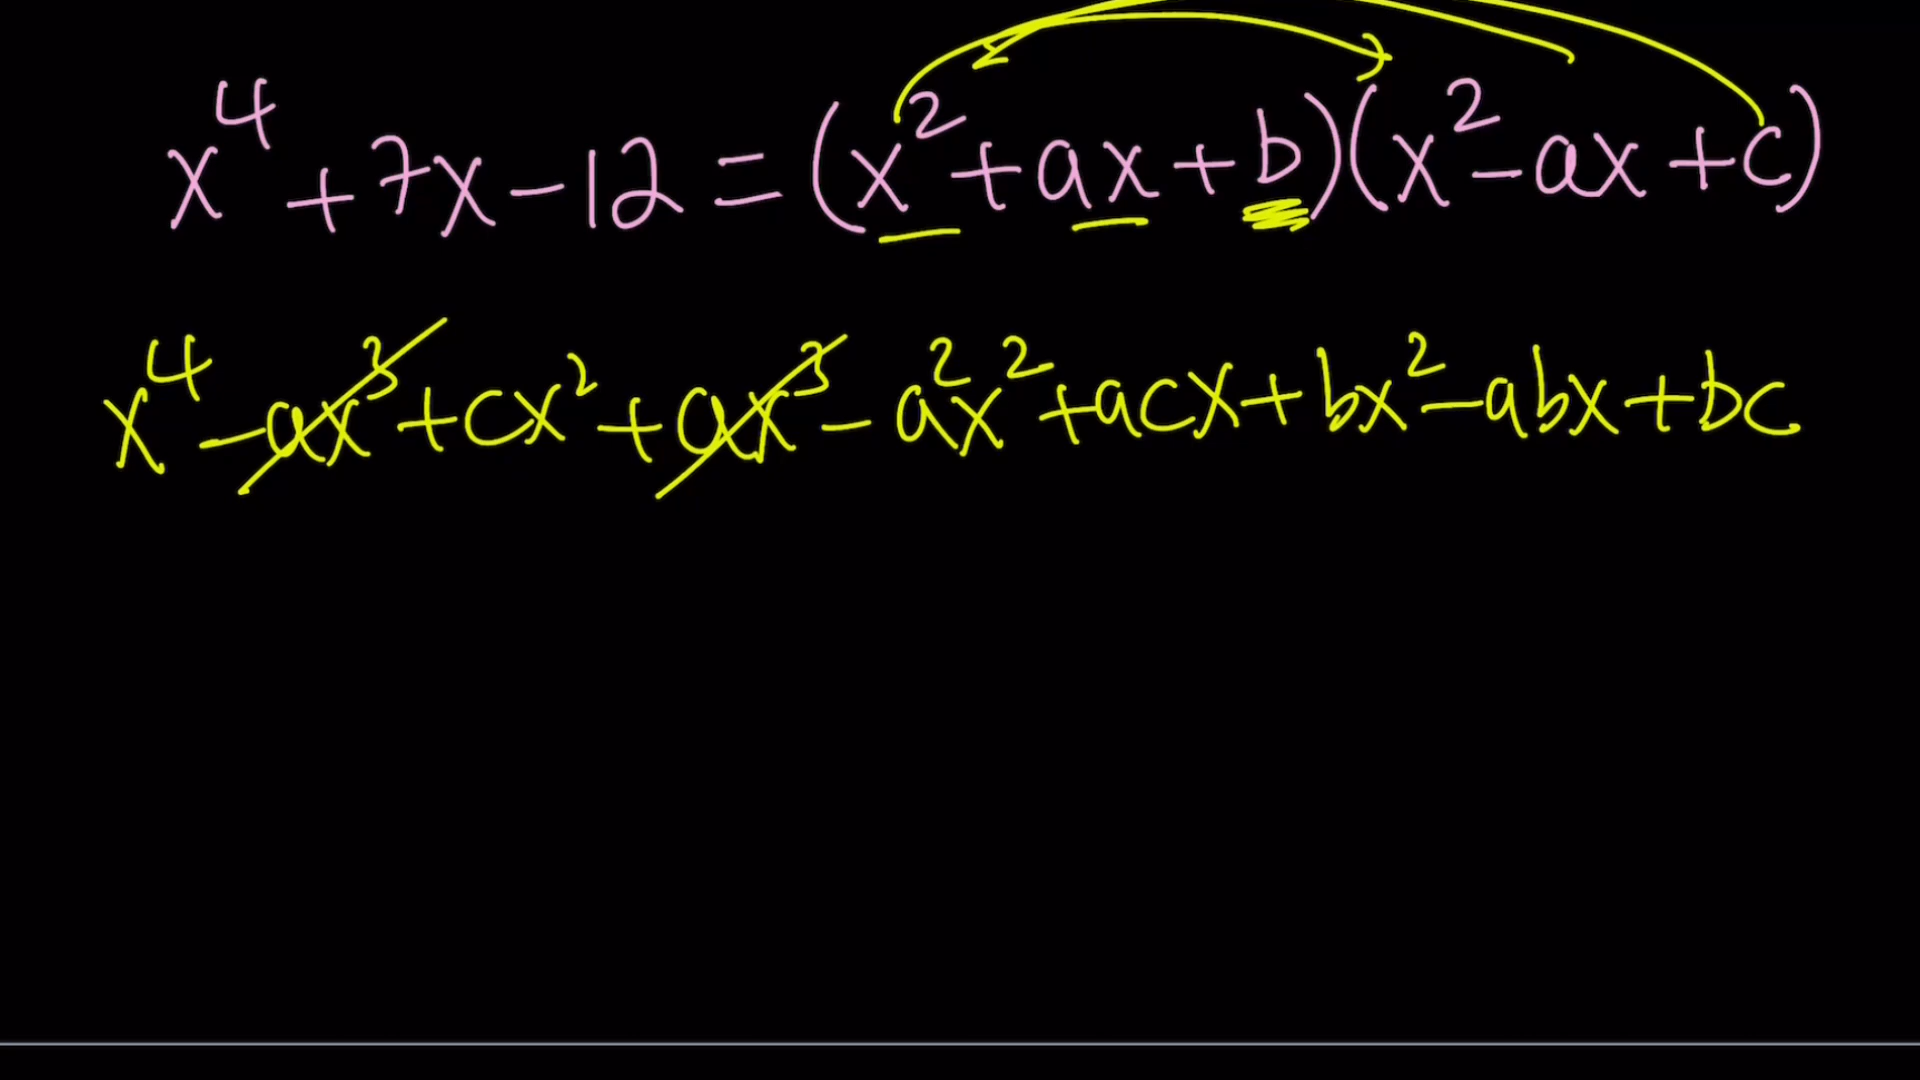 x⁴ + 7x - 12 = (x² + ax + b)(x² - ax + c)
x⁴ - ax³ + cx² + ax³ - a²x² + acx + bx² - abx + bc